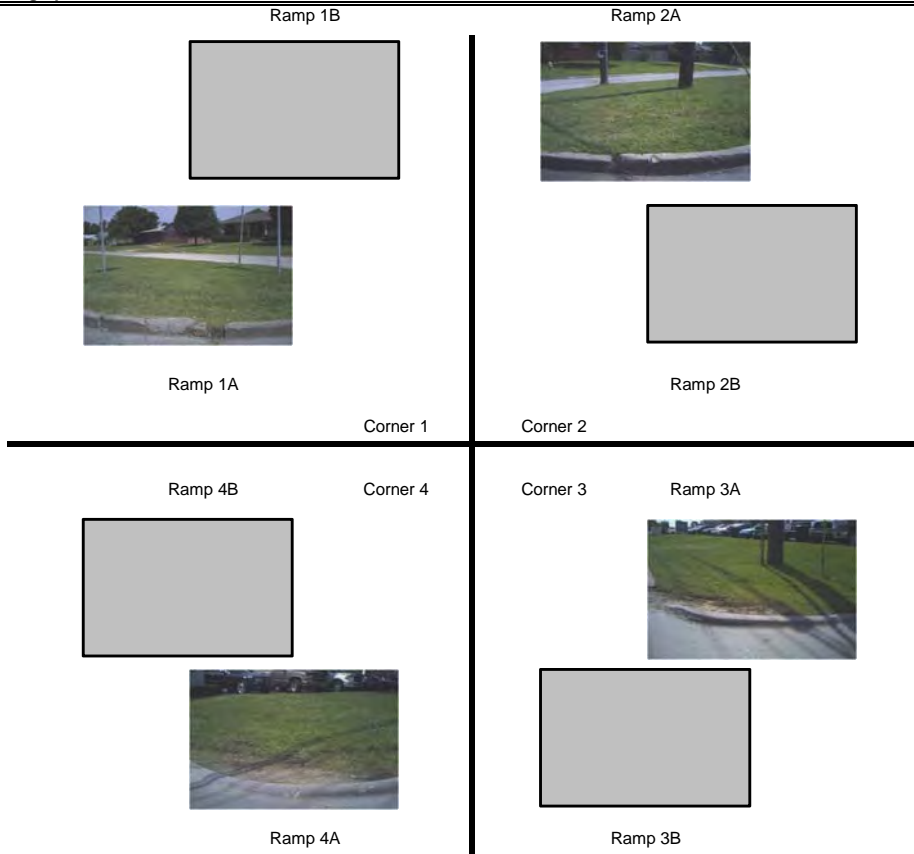 Ramp 1B
Ramp 2A
Ramp 1A
Ramp 2B
Corner 1
Corner 2
Ramp 4B
Corner 4
Corner 3
Ramp 3A
Ramp 4A
Ramp 3B